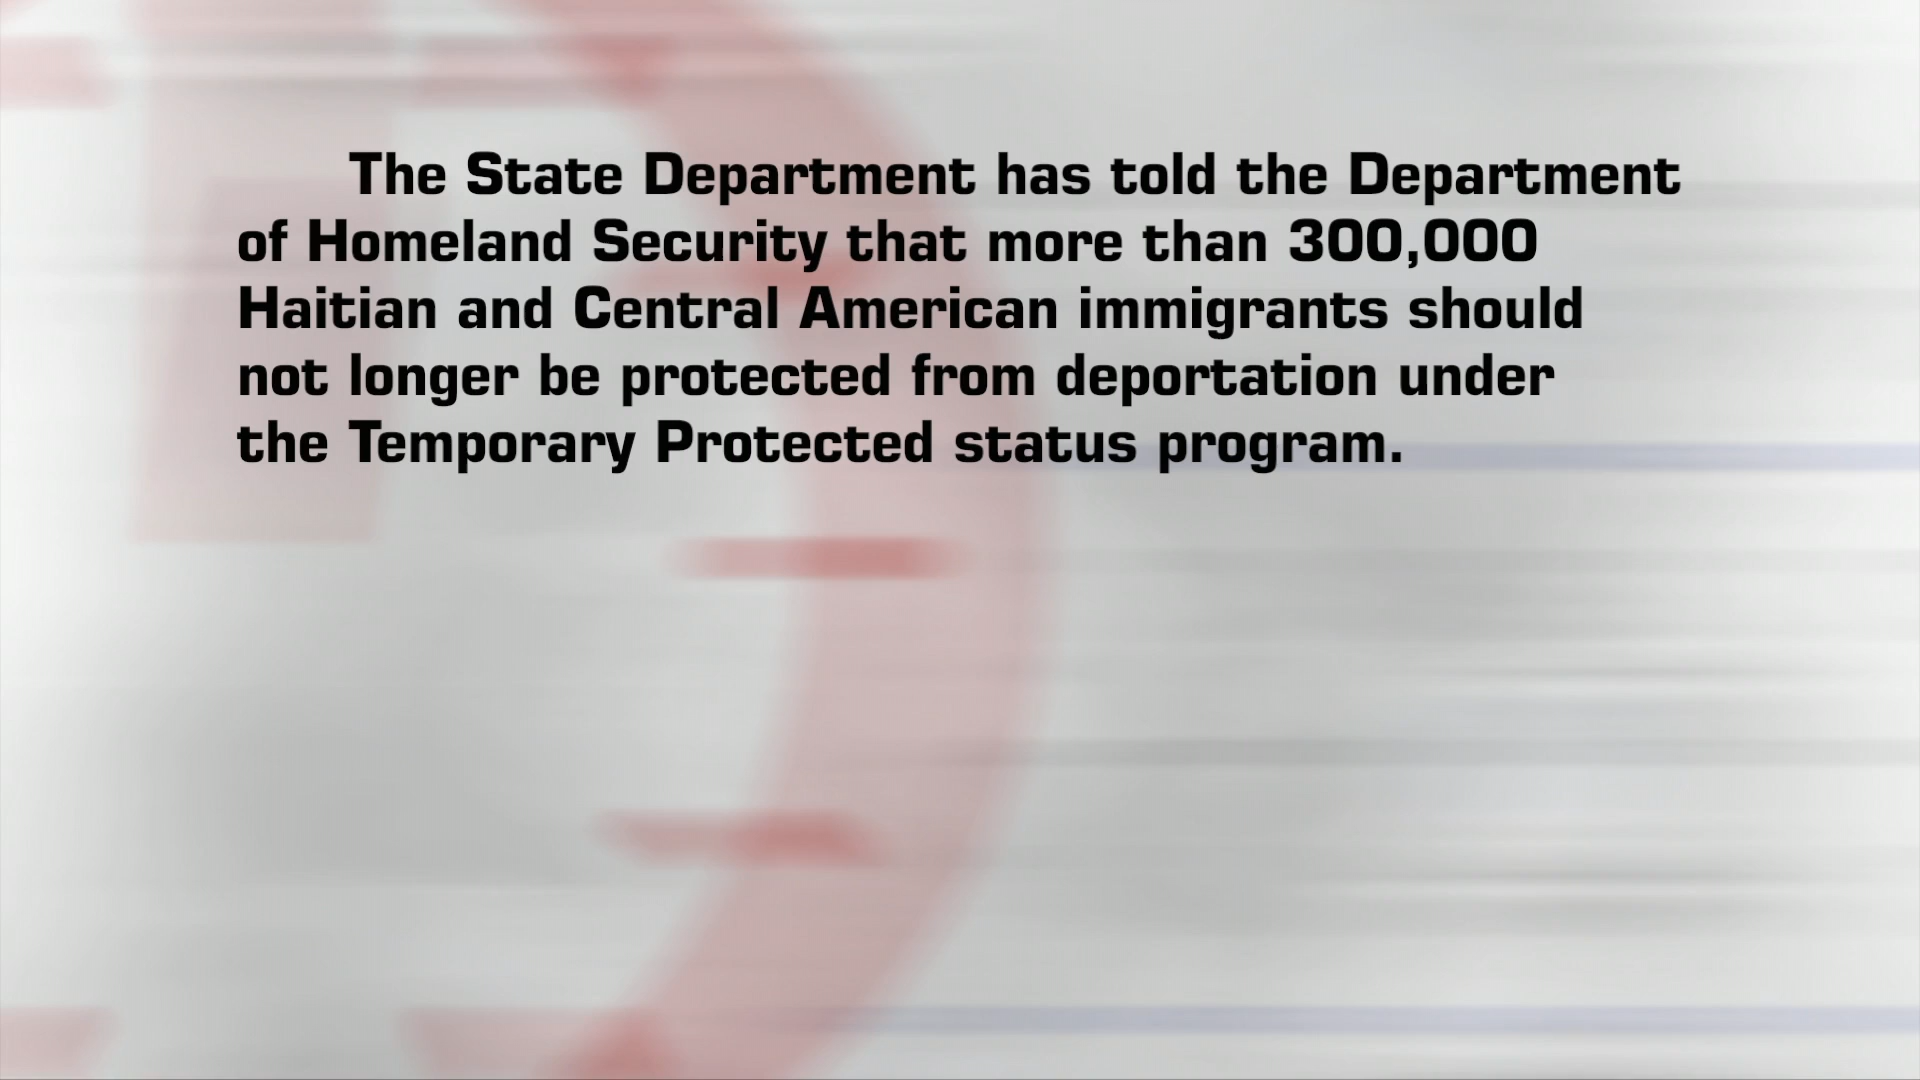 The State Department has told the Department
of Homeland Security that more than 300,000
Haitian and Central American immigrants should
not longer be protected from deportation under
the Temporary Protected status program.